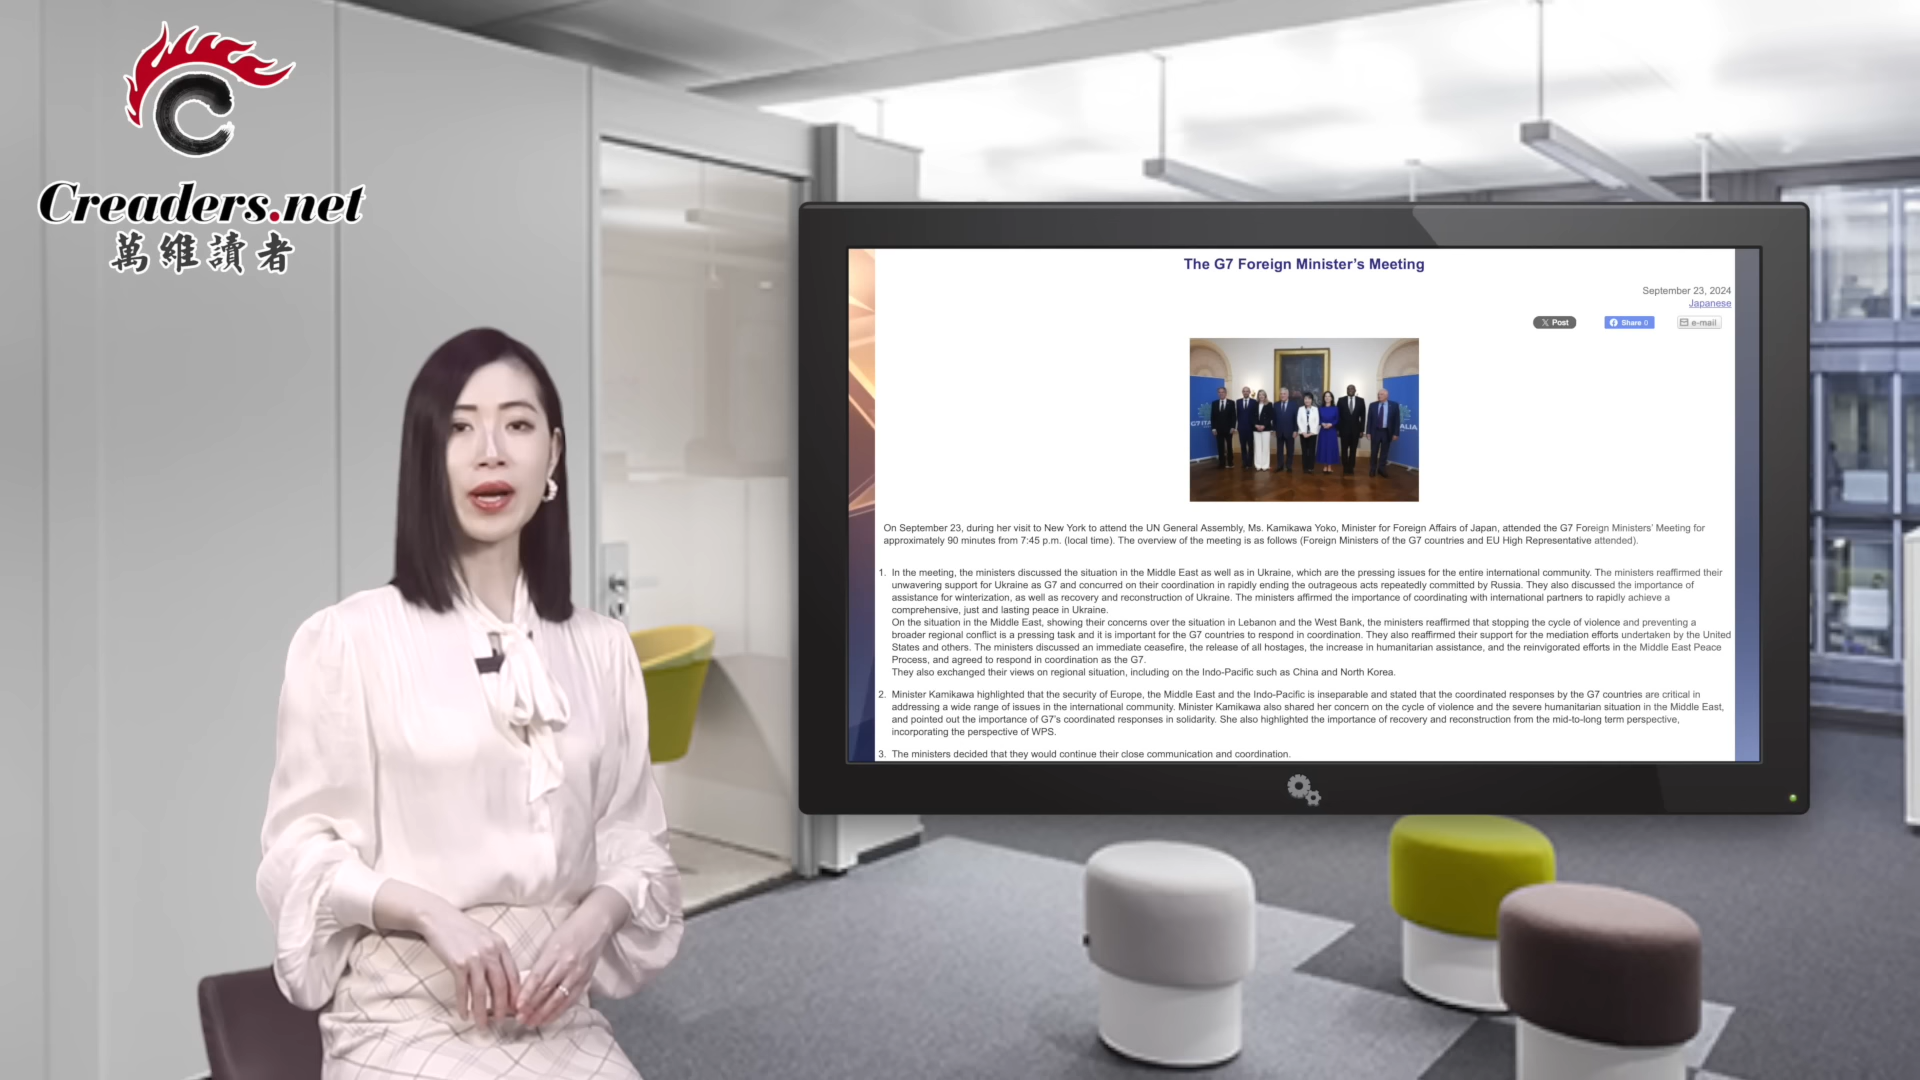 Creaders.net
萬維讀者
The G7 Foreign Minister's Meeting
September 23, 2024
Japanese
Post
Share 0
e-mail
G7ITA
ALIA
On September 23, during her visit to New York to attend the UN General Assembly, Ms. Kamikawa Yoko, Minister for Foreign Affairs of Japan, attended the G7 Foreign Ministers' Meeting for
approximately 90 minutes from 7:45 p.m. (local time). The overview of the meeting is as follows (Foreign Ministers of the G7 countries and EU High Representative attended).
1. In the meeting, the ministers discussed the situation in the Middle East as well as in Ukraine, which are the pressing issues for the entire international community. The ministers reaffirmed their
unwavering support for Ukraine as G7 and concurred on their coordination in rapidly ending the outrageous acts repeatedly committed by Russia. They also discussed the importance of
assistance for winterization, as well as recovery and reconstruction of Ukraine. The ministers affirmed the importance of coordinating with international partners to rapidly achieve a
comprehensive, just and lasting peace in Ukraine.
On the situation in the Middle East, showing their concerns over the situation in Lebanon and the West Bank, the ministers reaffirmed that stopping the cycle of violence and preventing a
broader regional conflict is a pressing task and it is important for the G7 countries to respond in coordination. They also reaffirmed their support for the mediation efforts undertaken by the United
States and others. The ministers discussed an immediate ceasefire, the release of all hostages, the increase in humanitarian assistance, and the reinvigorated efforts in the Middle East Peace
Process, and agreed to respond in coordination as the G7.
They also exchanged their views on regional situation, including on the Indo-Pacific such as China and North Korea.
2. Minister Kamikawa highlighted that the security of Europe, the Middle East and the Indo-Pacific is inseparable and stated that the coordinated responses by the G7 countries are critical in
addressing a wide range of issues in the international community. Minister Kamikawa also shared her concern on the cycle of violence and the severe humanitarian situation in the Middle East,
and pointed out the importance of G7's coordinated responses in solidarity. She also highlighted the importance of recovery and reconstruction from the mid-to-long term perspective,
incorporating the perspective of WPS.
3. The ministers decided that they would continue their close communication and coordination.